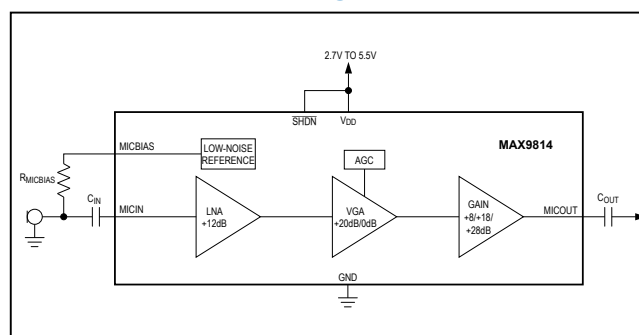 2.7V TO 5.5V
SHDN
VDD
MAX9814
MICBIAS
LOW-NOISE
REFERENCE
AGC
RMICBIAS
CIN
MICIN
LNA
+12dB
VGA
+20dB/0dB
GAIN
+8/+18/
+28dB
MICOUT
COUT
GND